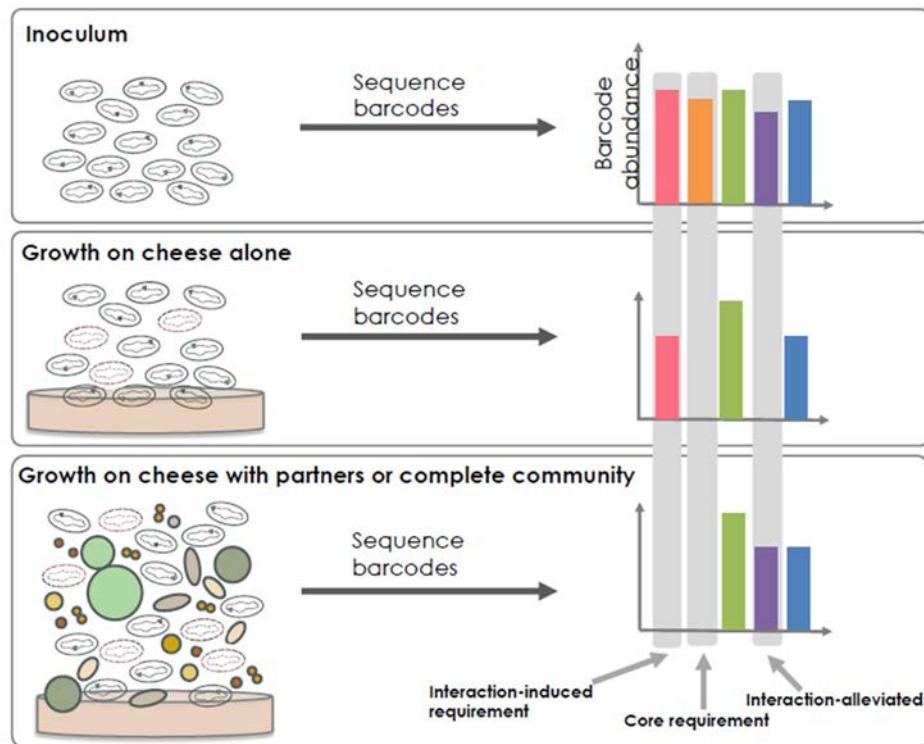 Inoculum
Sequence
barcodes
Barcode
abundance
Growth on cheese alone
Sequence
barcodes
Growth on cheese with partners or complete community
Sequence
barcodes
Interaction-induced
requirement
Core requirement
Interaction-alleviated